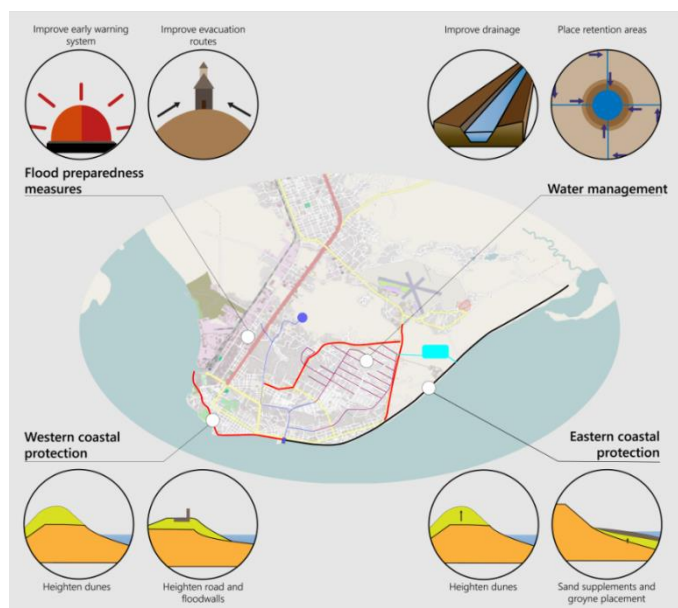 Improve early warning
system
Improve evacuation
routes
Improve drainage
Place retention areas
Flood preparedness
measures
Water management
Western coastal
protection
Eastern coastal
protection
Heighten dunes
Heighten road and
floodwalls
Heighten dunes
Sand supplements and
groyne placement